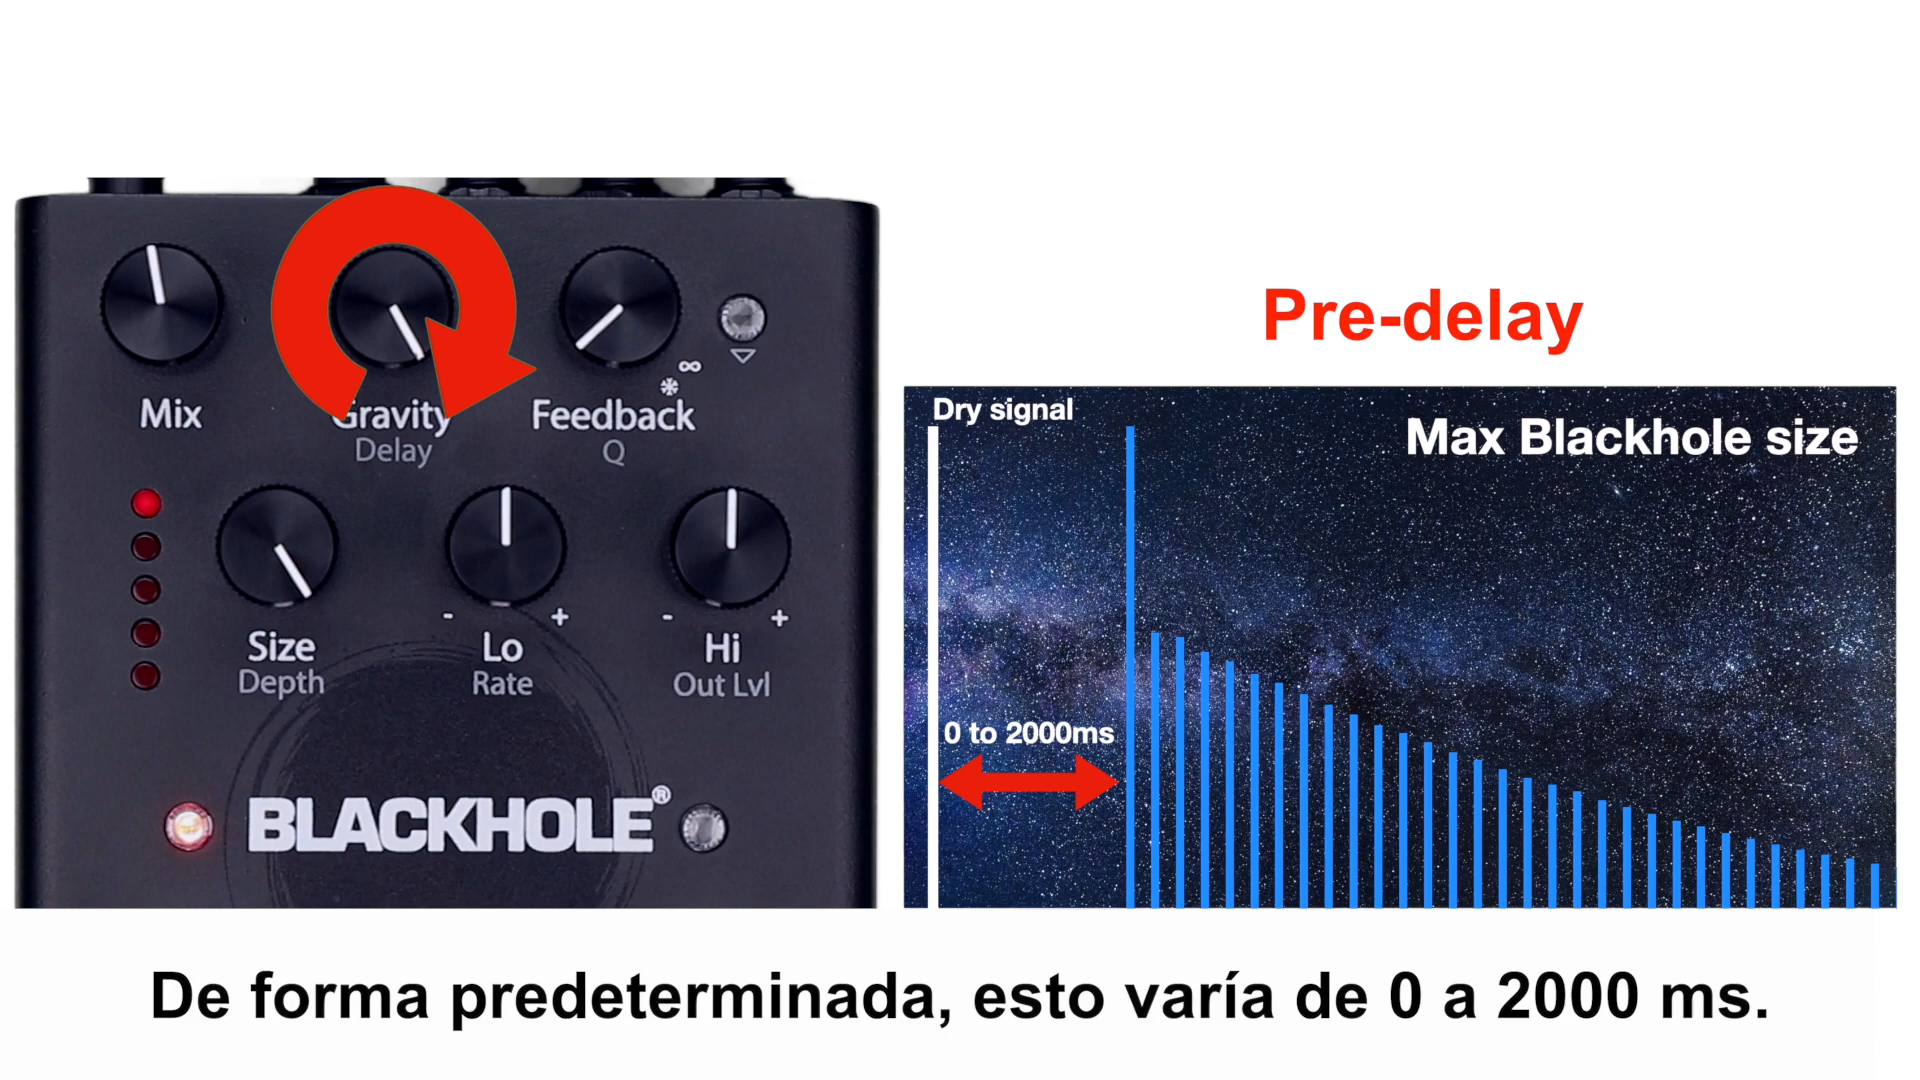 Mix
Gravity
Delay
Feedback
Q
∞
Size
Depth
- Lo +
Rate
- Hi +
Out Lvl
BLACKHOLE®
Pre-delay
Dry signal
Max Blackhole size
0 to 2000ms
De forma predeterminada, esto varía de 0 a 2000 ms.